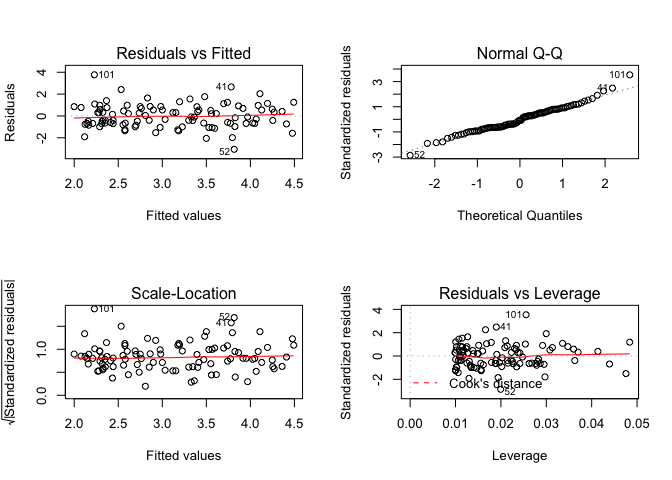 Residuals vs Fitted
Residuals
4
2
0
-2
101
41
52
2.0 2.5 3.0 3.5 4.0 4.5
Fitted values
Normal Q-Q
Standardized residuals
3
1
-1
-3
101
41
52
-2 -1 0 1 2
Theoretical Quantiles
Scale-Location
√|Standardized residuals|
1.0
0.0
101
52
41
2.0 2.5 3.0 3.5 4.0 4.5
Fitted values
Residuals vs Leverage
Standardized residuals
4
2
0
-2
101
41
52
Cook's distance
0.00 0.01 0.02 0.03 0.04 0.05
Leverage